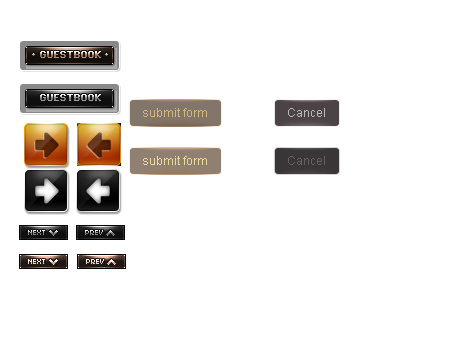 GUESTBOOK
GUESTBOOK
submit form
Cancel
submit form
Cancel
NEXT PREV
NEXT PREV